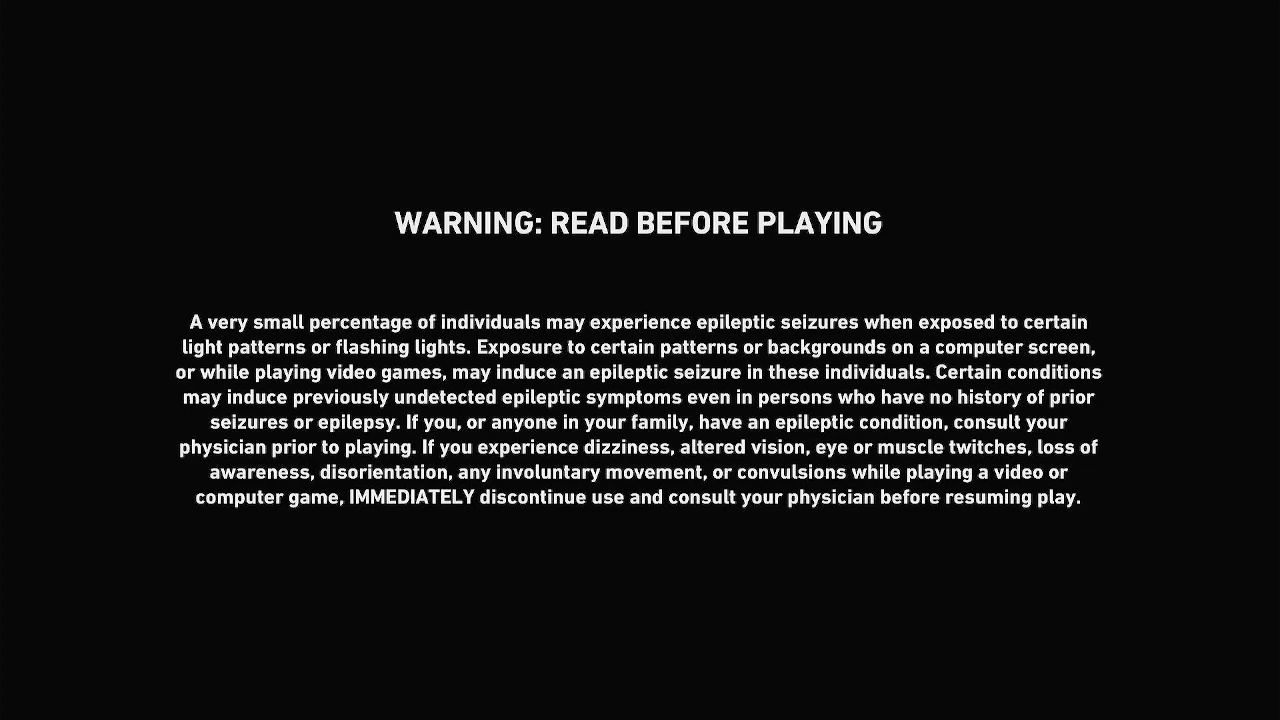 WARNING: READ BEFORE PLAYING
A very small percentage of individuals may experience epileptic seizures when exposed to certain
light patterns or flashing lights. Exposure to certain patterns or backgrounds on a computer screen,
or while playing video games, may induce an epileptic seizure in these individuals. Certain conditions
may induce previously undetected epileptic symptoms even in persons who have no history of prior
seizures or epilepsy. If you, or anyone in your family, have an epileptic condition, consult your
physician prior to playing. If you experience dizziness, altered vision, eye or muscle twitches, loss of
awareness, disorientation, any involuntary movement, or convulsions while playing a video or
computer game, IMMEDIATELY discontinue use and consult your physician before resuming play.